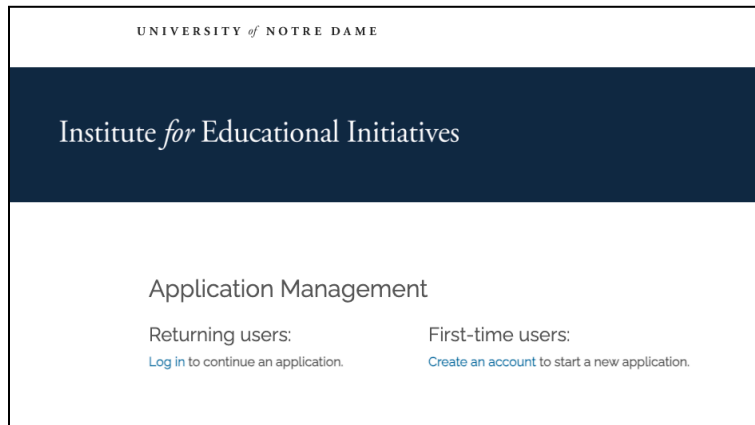 UNIVERSITY of NOTRE DAME
Institute for Educational Initiatives
Application Management
Returning users:
Log in to continue an application.
First-time users:
Create an account to start a new application.